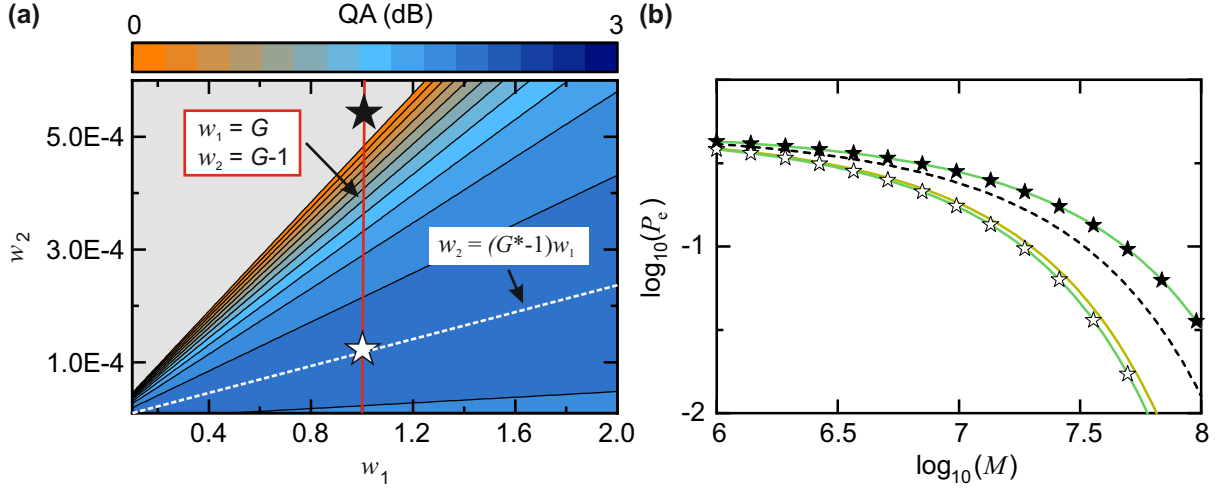 (a)
QA (dB)
0
3
w₁ = G
w₂ = G-1
w₂ = (G*-1)w₁
5.0E-4
3.0E-4
1.0E-4
w₂
0.4
0.8
1.2
1.6
2.0
w₁
(b)
log₁₀(Pₑ)
-1
-2
6
6.5
7
7.5
8
log₁₀(M)